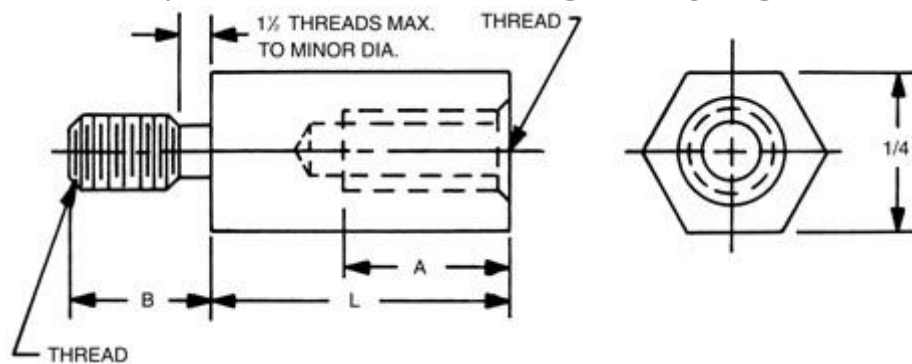 1½ THREADS MAX.
TO MINOR DIA.
THREAD
1/4
A
B
L
THREAD